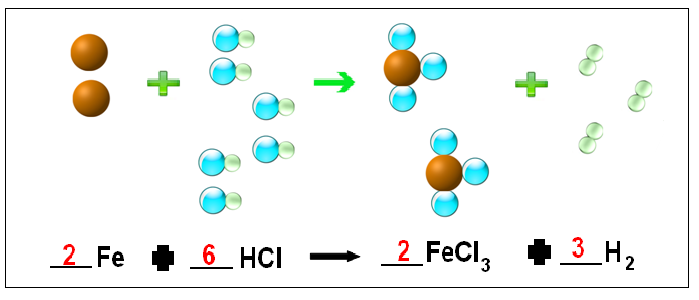 2 Fe + 6 HCl → 2 FeCl₃ + 3 H₂